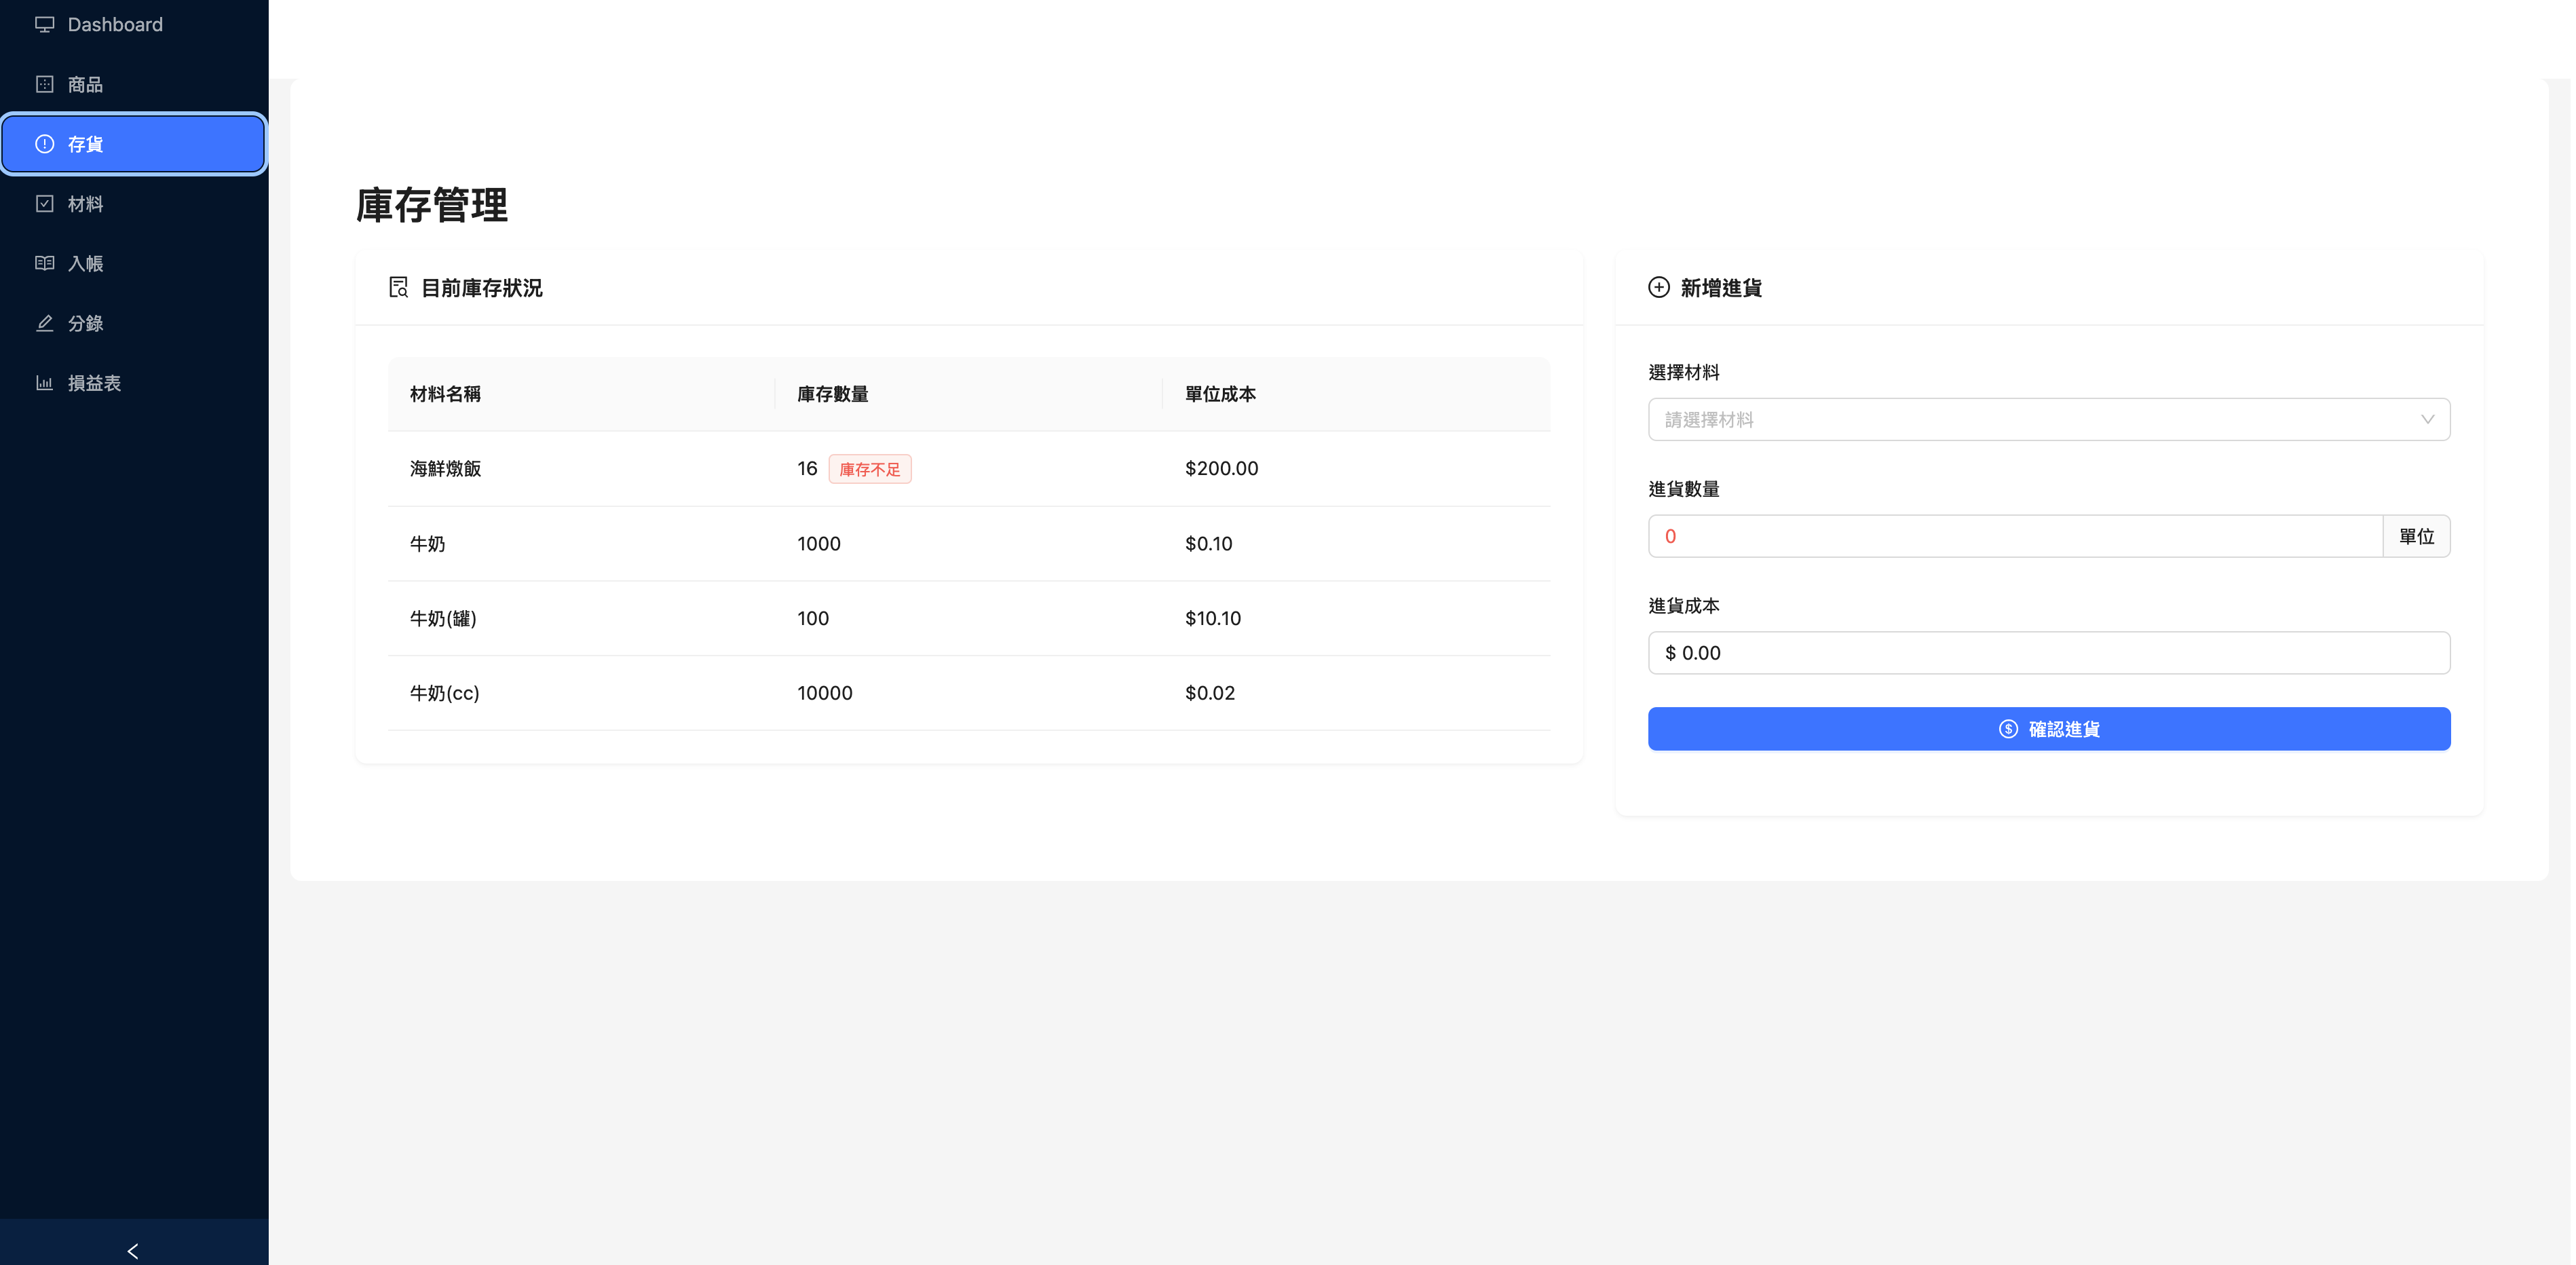 Dashboard
商品
存貨
材料
入帳
分錄
損益表
庫存管理
目前庫存狀況
材料名稱 庫存數量 單位成本
海鮮燉飯 16 庫存不足 $200.00
牛奶 1000 $0.10
牛奶(罐) 100 $10.10
牛奶(cc) 10000 $0.02
新增進貨
選擇材料
請選擇材料
進貨數量
0 單位
進貨成本
$ 0.00
確認進貨